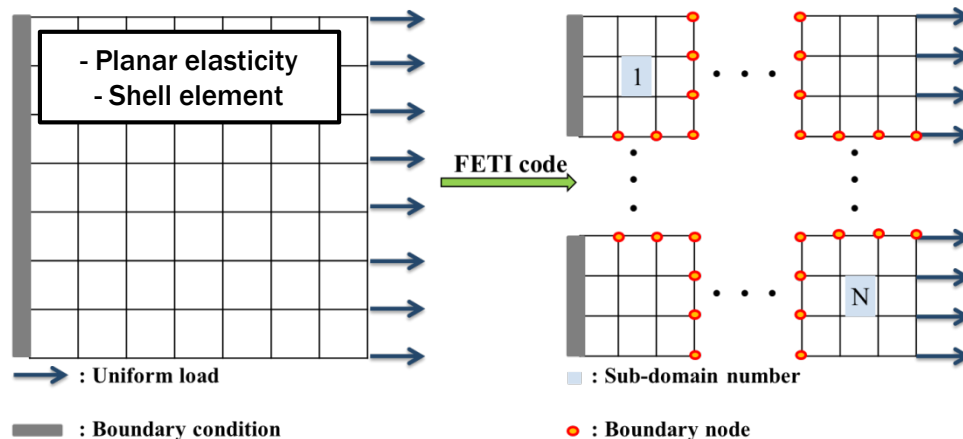 - Planar elasticity
- Shell element
1
FETI code
N
: Uniform load
: Sub-domain number
: Boundary condition
: Boundary node